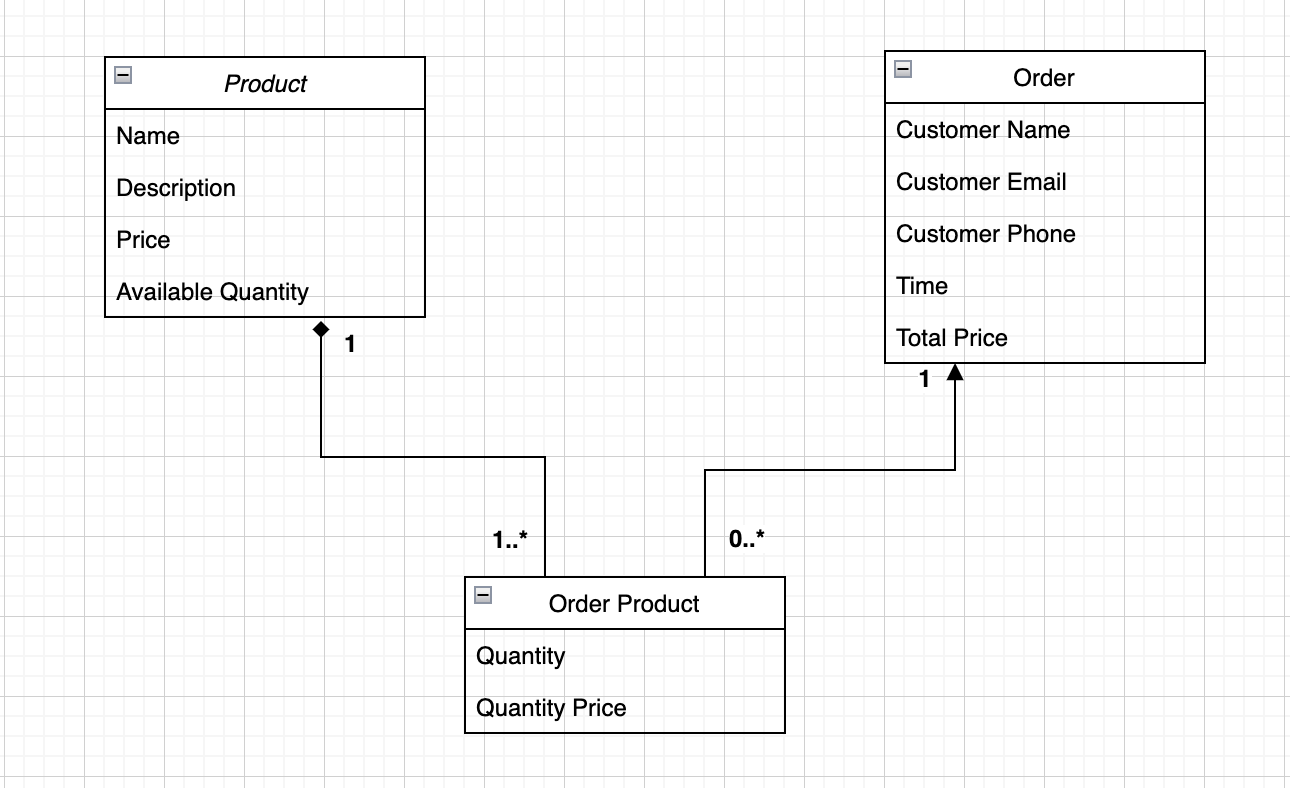 Product
Name
Description
Price
Available Quantity
1
Order
Customer Name
Customer Email
Customer Phone
Time
Total Price
1
1..*
0..*
Order Product
Quantity
Quantity Price